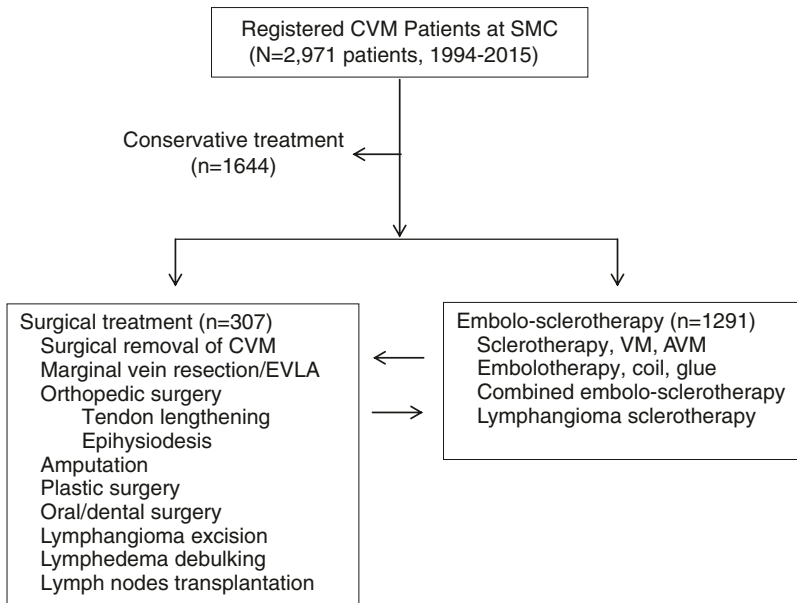 Registered CVM Patients at SMC
(N=2,971 patients, 1994-2015)
Conservative treatment
(n=1644)
Surgical treatment (n=307)
Surgical removal of CVM
Marginal vein resection/EVLA
Orthopedic surgery
Tendon lengthening
Epihysiodesis
Amputation
Plastic surgery
Oral/dental surgery
Lymphangioma excision
Lymphedema debulking
Lymph nodes transplantation
Embolo-sclerotherapy (n=1291)
Sclerotherapy, VM, AVM
Embolotherapy, coil, glue
Combined embolo-sclerotherapy
Lymphangioma sclerotherapy